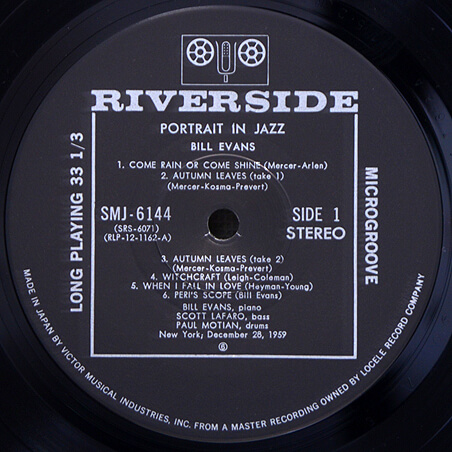 RIVERSIDE
PORTRAIT IN JAZZ
BILL EVANS
1. COME RAIN OR COME SHINE (Mercer-Arlen)
2. AUTUMN LEAVES (take 1)
(Mercer-Kosma-Prevert)
SMJ-6144
(SRS-6071)
(RLP-12-1162-A)
SIDE 1
STEREO
3. AUTUMN LEAVES (take 2)
(Mercer-Kosma-Prevert)
4. WITCHCRAFT (Leigh-Coleman)
5. WHEN I FALL IN LOVE (Heyman-Young)
6. PERI'S SCOPE (Bill Evans)
BILL EVANS, piano
SCOTT LAFARO, bass
PAUL MOTIAN, drums
New York; December 28, 1959
LONG PLAYING 33 1/3
MICROGROOVE
MADE IN JAPAN BY VICTOR MUSICAL INDUSTRIES, INC. FROM A MASTER RECORDING OWNED BY LOCELE RECORD COMPANY